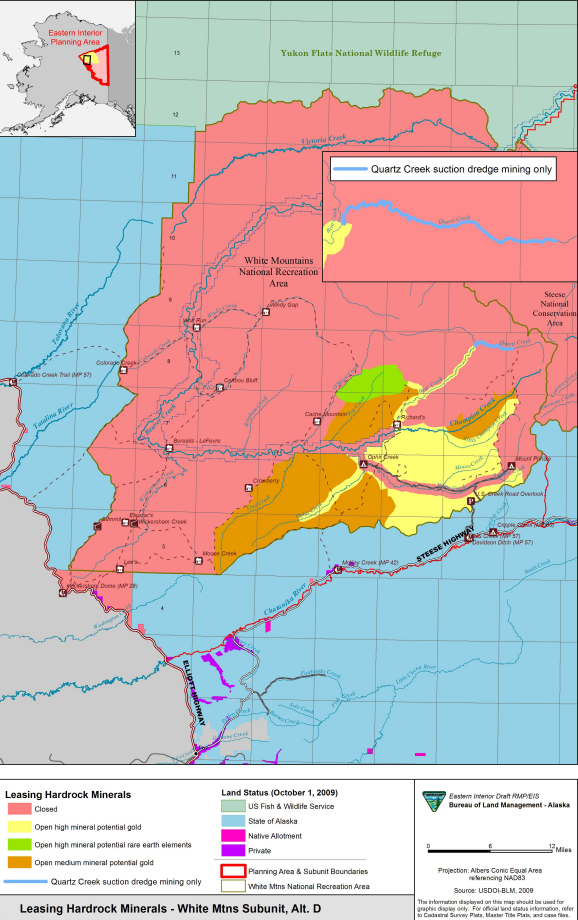 Eastern Interior
Planning Area
13
Yukon Flats National Wildlife Refuge
12
Victoria Creek
Quartz Creek suction dredge mining only
11
Quartz Creek
10
White Mountains
National Recreation
Area
Steese
National
Conservation
Area
9
Windy Gap
Wolf Run
Tolovana River
Colorado Creek
8
Colorado Creek Trail (MP 57)
Caribou Bluff
Tatalina River
Cache Mountain
Richard's
Champion Creek
Borealis - LeFevre
Ophir Creek
Mount Prindle
6
Crowberry
U.S. Creek Road Overlook
Eleazar's
Wickersham Creek
STEESE HIGHWAY
Davidson Ditch (MP 57)
5
Moose Creek
Lee's
(MP 42)
Wickersham Dome (MP 28)
Chatanika River
4
Washington Creek
Little Chena River
ELLIOTT HIGHWAY
Leasing Hardrock Minerals
Closed
Open high mineral potential gold
Open high mineral potential rare earth elements
Open medium mineral potential gold
Quartz Creek suction dredge mining only
Land Status (October 1, 2009)
US Fish & Wildlife Service
State of Alaska
Native Allotment
Private
Planning Area & Subunit Boundaries
White Mtns National Recreation Area
Eastern Interior Draft RMP/EIS
Bureau of Land Management - Alaska
0 6 12
Miles
Projection: Albers Conic Equal Area
referencing NAD83
Source: USDOI-BLM, 2009
The information displayed on this map should be used for
graphic display only. For official land status information, refer
to Cadastral Survey Plats, Master Title Plats, and case files.
Leasing Hardrock Minerals - White Mtns Subunit, Alt. D